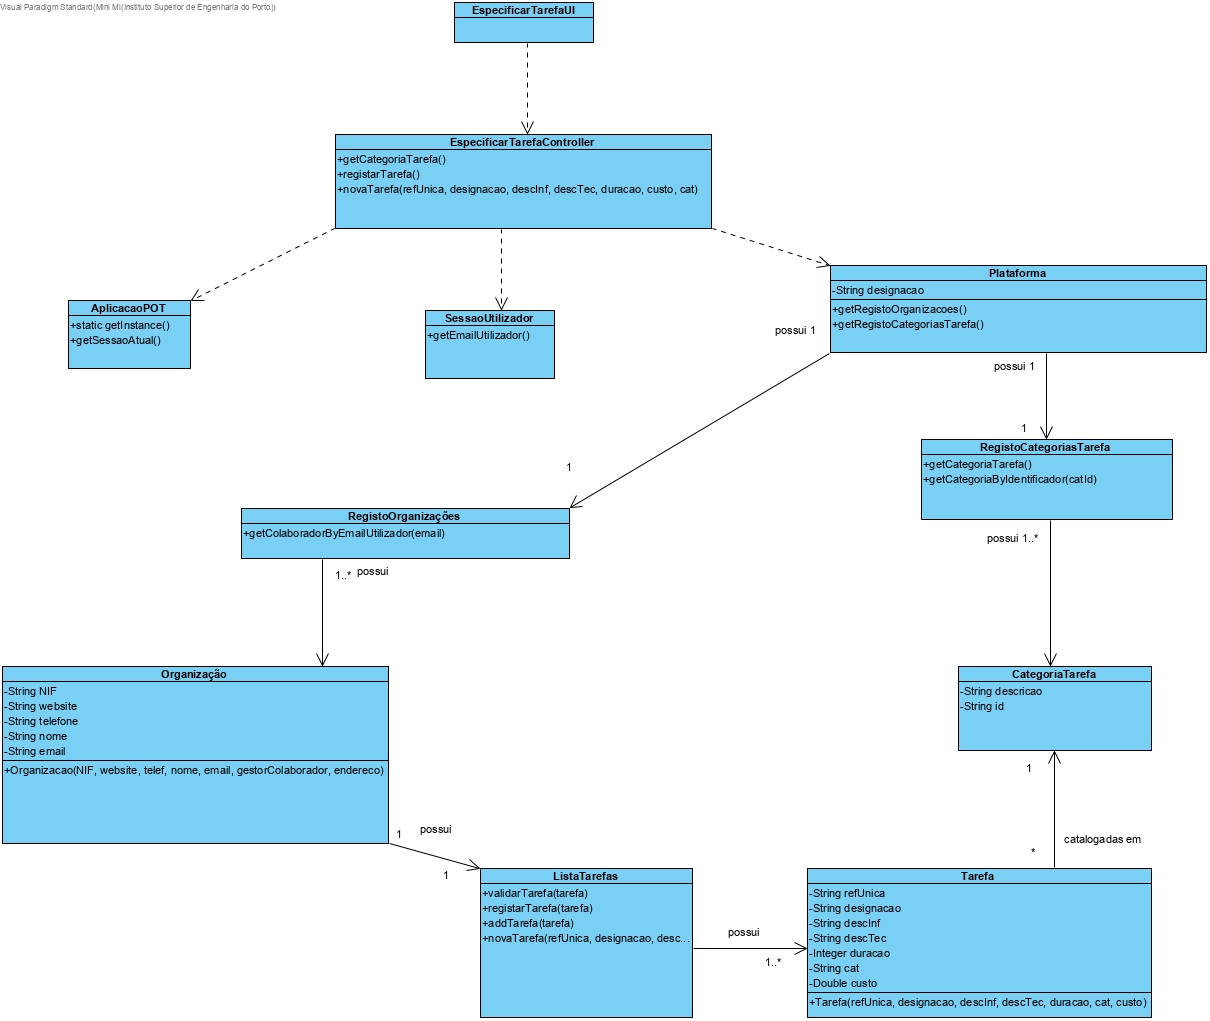 Visual Paradigm Standard(Mini Mi(Instituto Superior de Engenharia do Porto))
EspecificarTarefaUI
EspecificarTarefaController
+getCategoriaTarefa()
+registarTarefa()
+novaTarefa(refUnica, designacao, descInf, descTec, duracao, custo, cat)
AplicacaoPOT
+static getInstance()
+getSessaoAtual()
SessaoUtilizador
+getEmailUtilizador()
Plataforma
-String designacao
+getRegistoOrganizacoes()
+getRegistoCategoriasTarefa()
possui 1
possui 1
1
1
RegistoCategoriasTarefa
+getCategoriaTarefa()
+getCategoriaByIdentificador(catId)
RegistoOrganizações
+getColaboradorByEmailUtilizador(email)
1..* possui
possui 1..*
Organização
-String NIF
-String website
-String telefone
-String nome
-String email
+Organizacao(NIF, website, telef, nome, email, gestorColaborador, endereco)
CategoriaTarefa
-String descricao
-String id
1
catalogadas em
*
1
possui
1
ListaTarefas
+validarTarefa(tarefa)
+registarTarefa(tarefa)
+addTarefa(tarefa)
+novaTarefa(refUnica, designacao, desc...
possui
1..*
Tarefa
-String refUnica
-String designacao
-String descInf
-String descTec
-Integer duracao
-String cat
-Double custo
+Tarefa(refUnica, designacao, descInf, descTec, duracao, cat, custo)